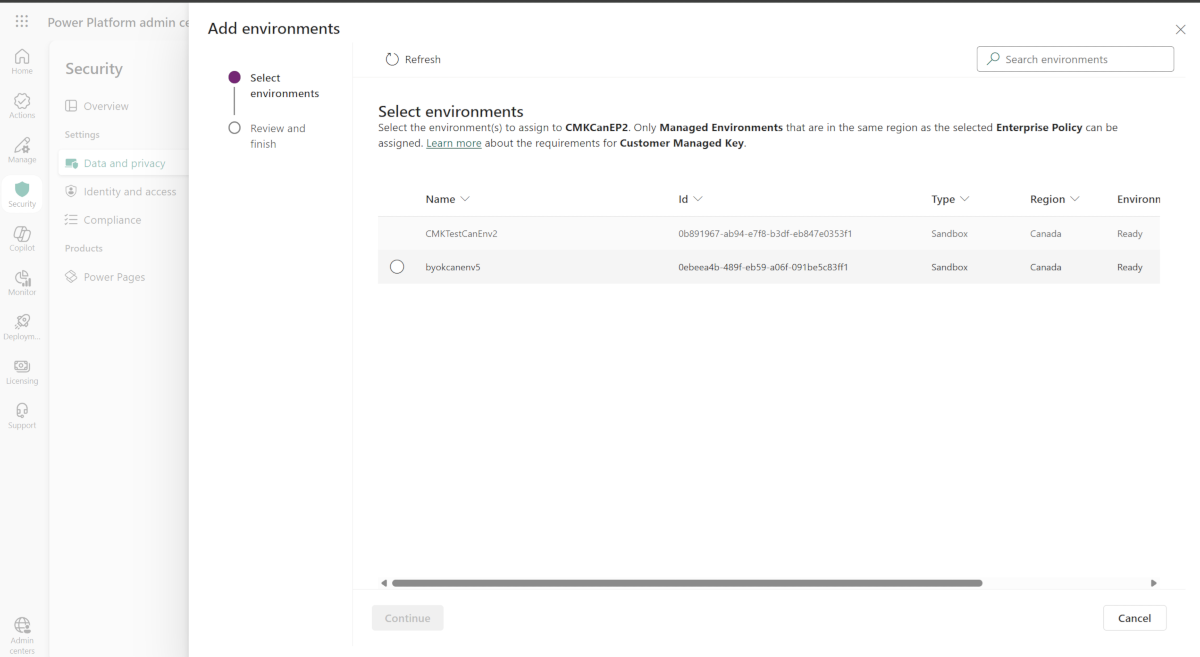 Power Platform admin ce
Home
Actions
Manage
Security
Copilot
Monitor
Deploym...
Licensing
Support
Admin
centers
Security
Overview
Settings
Data and privacy
Identity and access
Compliance
Products
Power Pages
Add environments
Select
environments
Review and
finish
Refresh
Search environments
Select environments
Select the environment(s) to assign to CMKCanEP2. Only Managed Environments that are in the same region as the selected Enterprise Policy can be
assigned. Learn more about the requirements for Customer Managed Key.
Name Id Type Region Environn
CMKTestCanEnv2 0b891967-ab94-e7f8-b3df-eb847e0353f1 Sandbox Canada Ready
byokcanenv5 0ebeea4b-489f-eb59-a06f-091be5c83ff1 Sandbox Canada Ready
Continue
Cancel